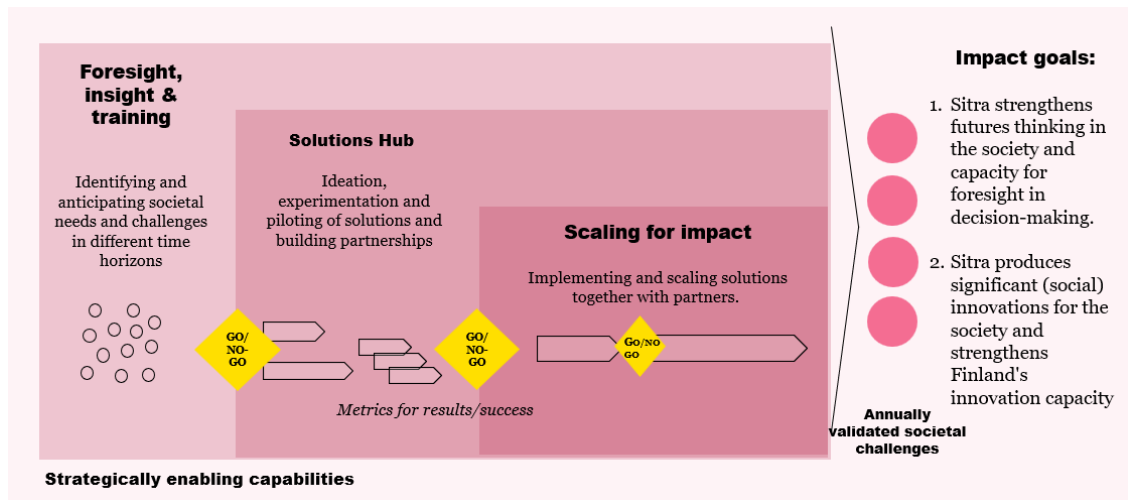 Foresight,
insight &
training
Identifying and
anticipating societal
needs and challenges
in different time
horizons
Solutions Hub
Ideation,
experimentation and
piloting of solutions and
building partnerships
Scaling for impact
Implementing and scaling solutions
together with partners.
GO/
NO-
GO
GO/
NO-
GO
GO/NO
GO
Metrics for results/success
Strategically enabling capabilities
Annually
validated societal
challenges
Impact goals:
1. Sitra strengthens
futures thinking in
the society and
capacity for
foresight in
decision-making.
2. Sitra produces
significant (social)
innovations for the
society and
strengthens
Finland's
innovation capacity